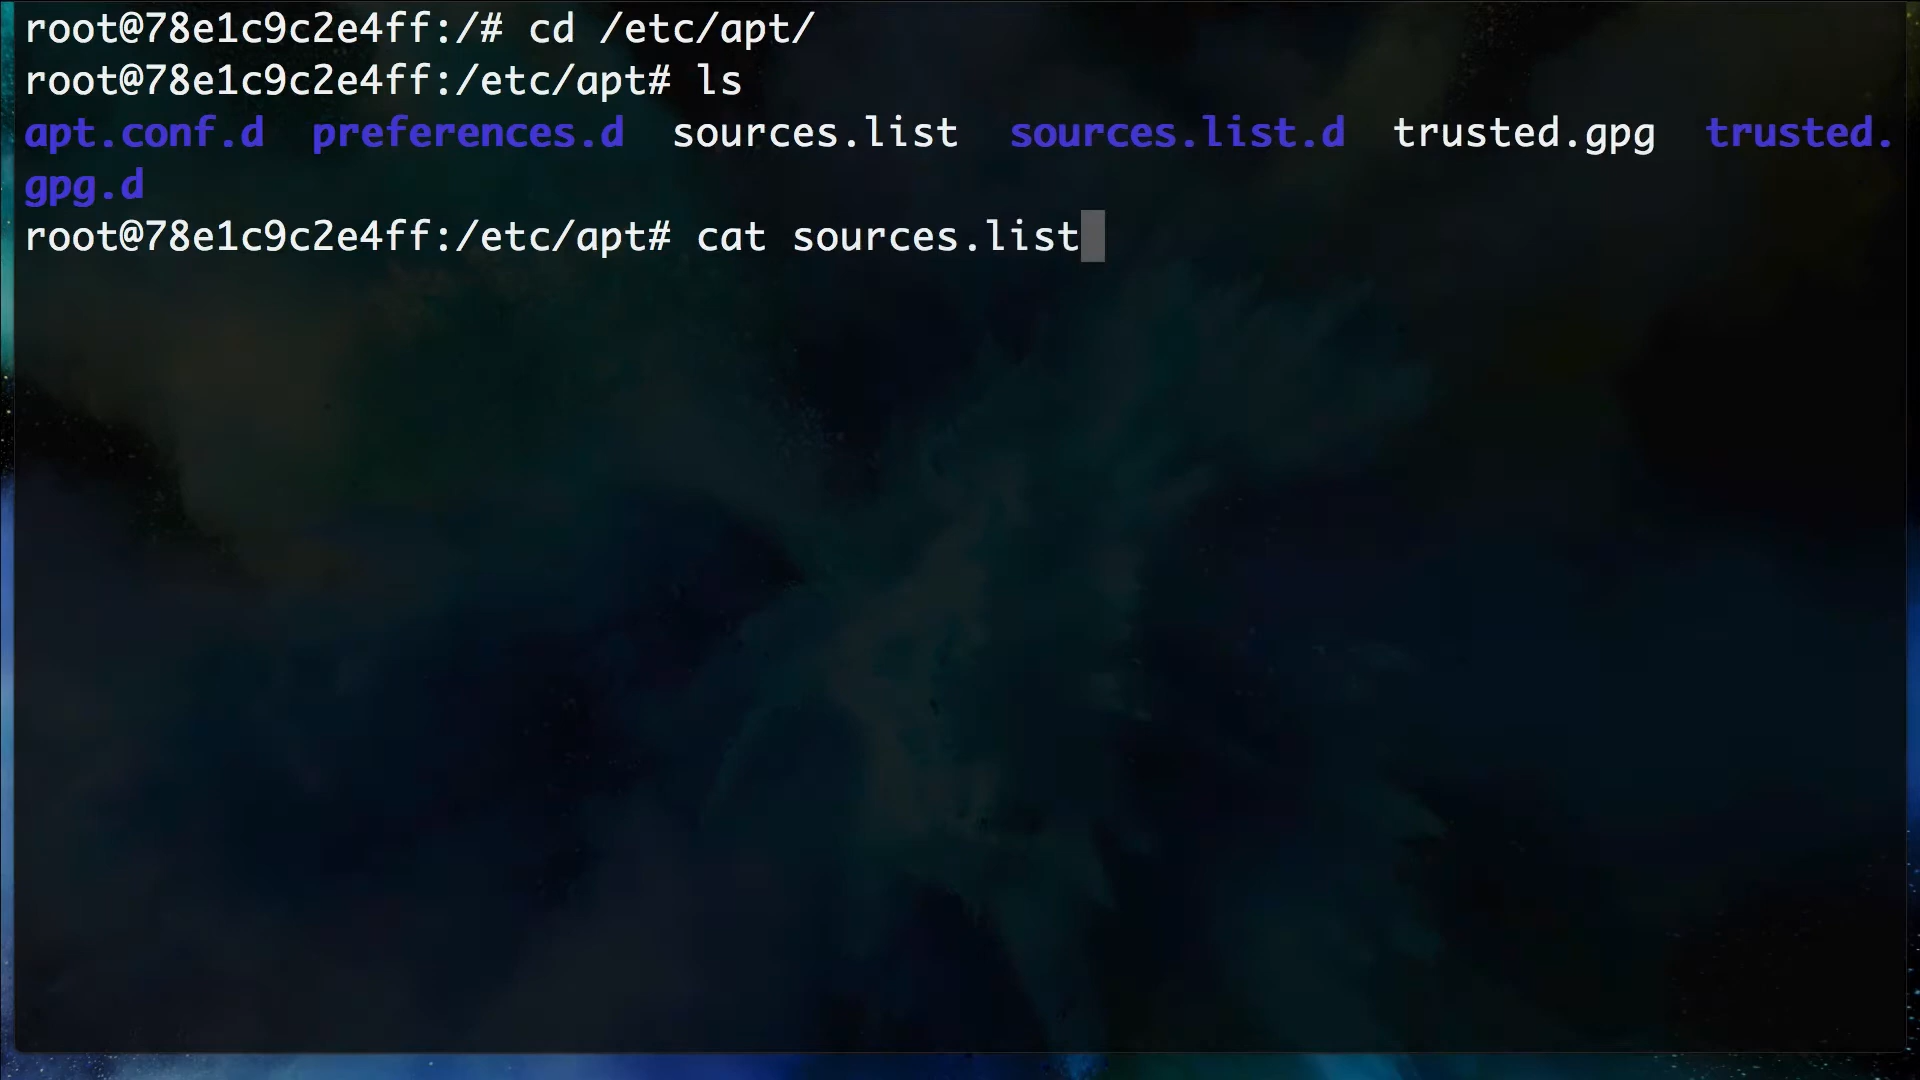 root@78e1c9c2e4ff:/# cd /etc/apt/
root@78e1c9c2e4ff:/etc/apt# ls
apt.conf.d  preferences.d  sources.list  sources.list.d  trusted.gpg  trusted.
gpg.d
root@78e1c9c2e4ff:/etc/apt# cat sources.list